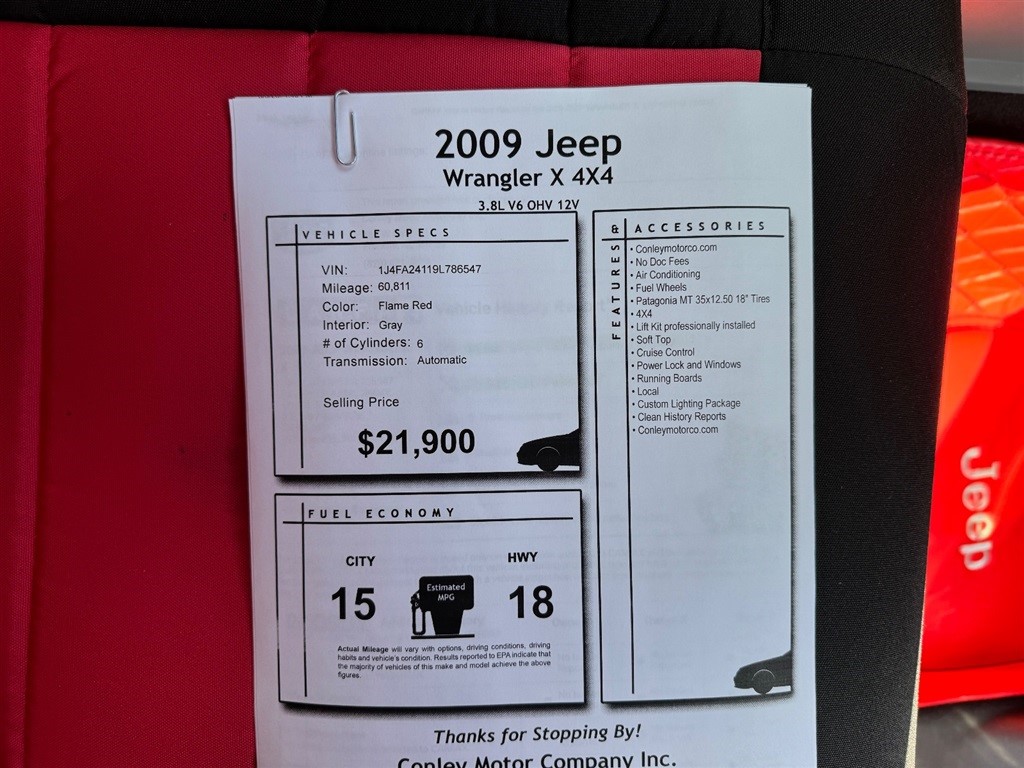 2009 Jeep
Wrangler X 4X4
3.8L V6 OHV 12V
VEHICLE SPECS
VIN: 1J4FA24119L786547
Mileage: 60,811
Color: Flame Red
Interior: Gray
# of Cylinders: 6
Transmission: Automatic
Selling Price
$21,900
FEATURES & ACCESSORIES
• Conleymotorco.com
• No Doc Fees
• Air Conditioning
• Fuel Wheels
• Patagonia MT 35x12.50 18" Tires
• 4X4
• Lift Kit professionally installed
• Soft Top
• Cruise Control
• Power Lock and Windows
• Running Boards
• Local
• Custom Lighting Package
• Clean History Reports
• Conleymotorco.com
FUEL ECONOMY
CITY
15
Estimated
MPG
HWY
18
Actual Mileage will vary with options, driving conditions, driving
habits and vehicle's condition. Results reported to EPA indicate that
the majority of vehicles of this make and model achieve the above
figures.
Thanks for Stopping By!
Conley Motor Company Inc.
Jeep